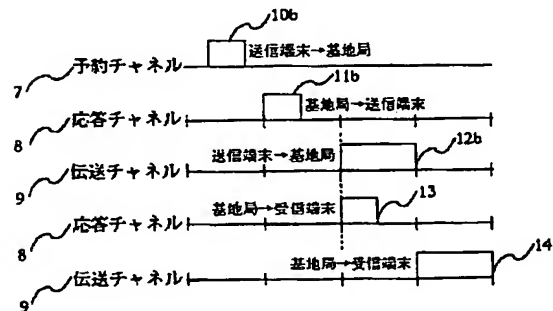 10b
送信端末→基地局
予約チャネル
7
11b
基地局→送信端末
応答チャネル
8
送信端末→基地局
12b
伝送チャネル
9
基地局→受信端末
13
応答チャネル
8
基地局→受信端末
14
伝送チャネル
9